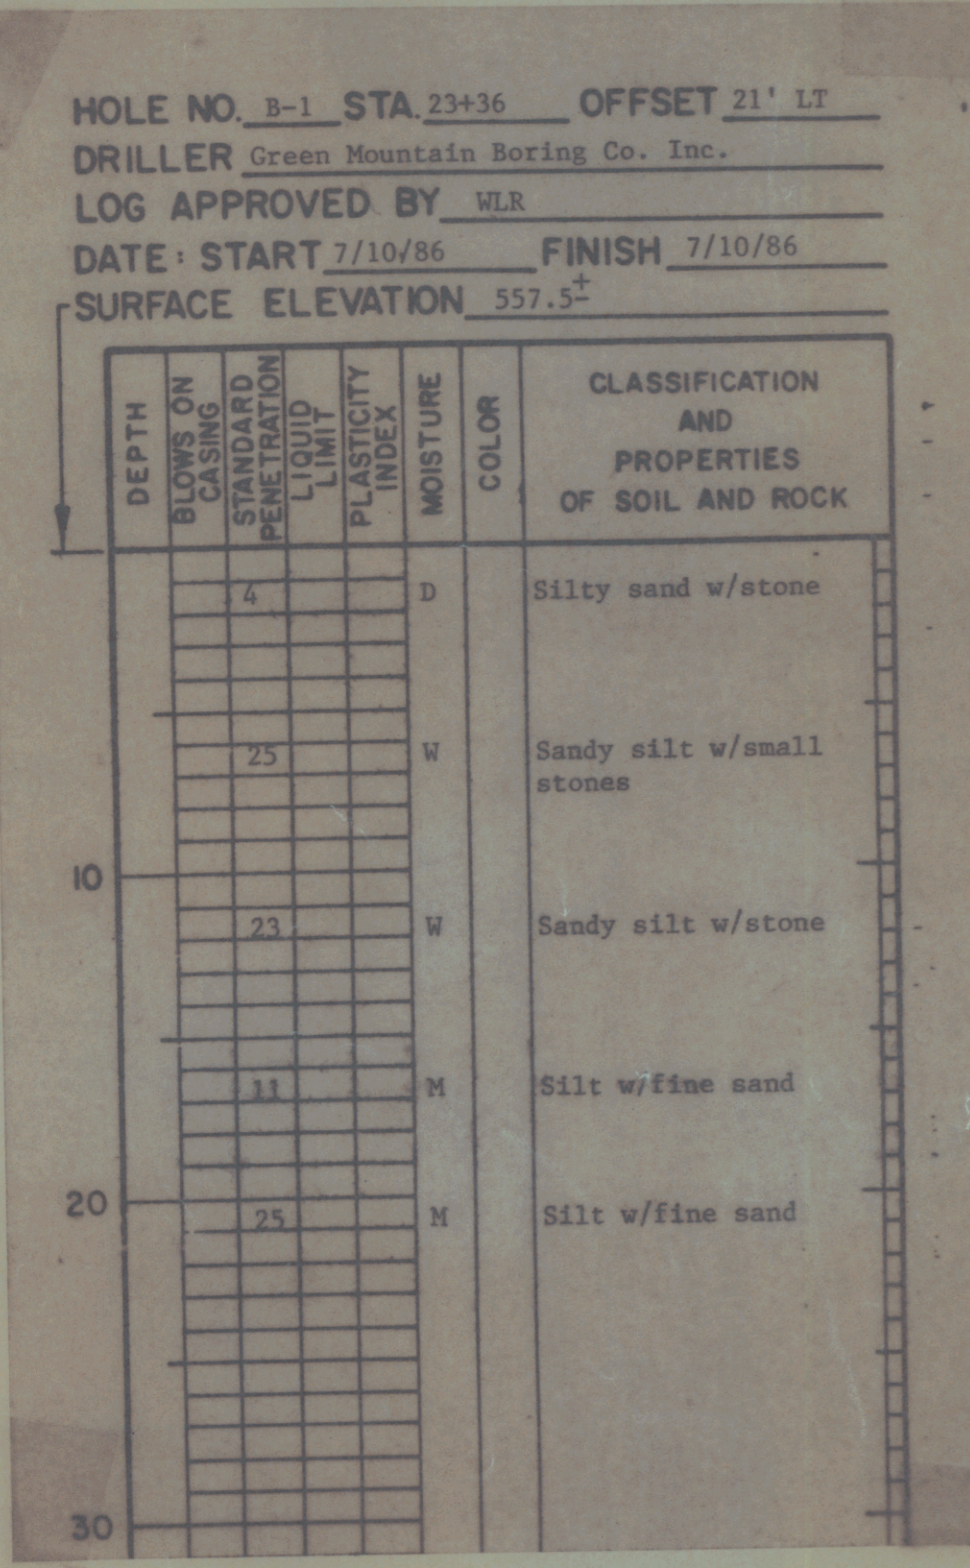 HOLE NO. B-1 STA. 23+36 OFFSET 21' LT
DRILLER Green Mountain Boring Co. Inc.
LOG APPROVED BY WLR
DATE: START 7/10/86 FINISH 7/10/86
SURFACE ELEVATION 557.5±
DEPTH
BLOWS ON CASING
STANDARD PENETRATION
LIQUID LIMIT
PLASTICITY INDEX
MOISTURE
COLOR
CLASSIFICATION
AND
PROPERTIES
OF SOIL AND ROCK
4 D Silty sand w/stone
25 W Sandy silt w/small
stones
10
23 W Sandy silt w/stone
11 M Silt w/fine sand
20
25 M Silt w/fine sand
30